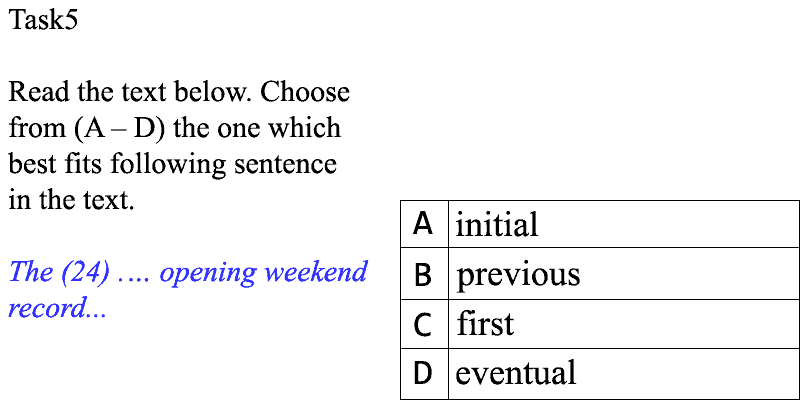 Task5
Read the text below. Choose
from (A – D) the one which
best fits following sentence
in the text.
The (24) …. opening weekend
record...
A initial
B previous
C first
D eventual